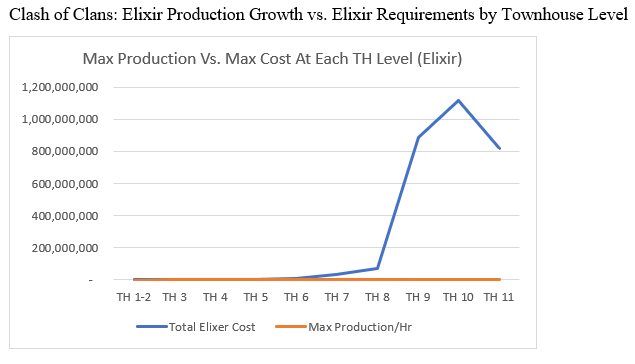 Clash of Clans: Elixir Production Growth vs. Elixir Requirements by Townhouse Level
Max Production Vs. Max Cost At Each TH Level (Elixir)
1,200,000,000
1,000,000,000
800,000,000
600,000,000
400,000,000
200,000,000
-
TH 1-2 TH 3 TH 4 TH 5 TH 6 TH 7 TH 8 TH 9 TH 10 TH 11
Total Elixer Cost Max Production/Hr